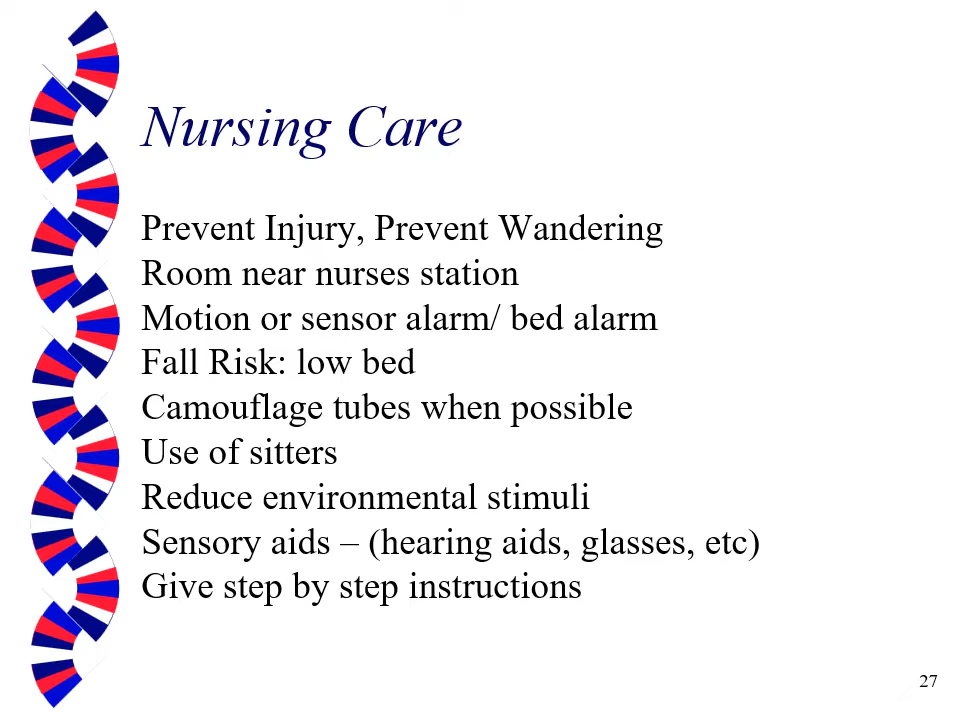 Nursing Care
Prevent Injury, Prevent Wandering
Room near nurses station
Motion or sensor alarm/ bed alarm
Fall Risk: low bed
Camouflage tubes when possible
Use of sitters
Reduce environmental stimuli
Sensory aids – (hearing aids, glasses, etc)
Give step by step instructions
27